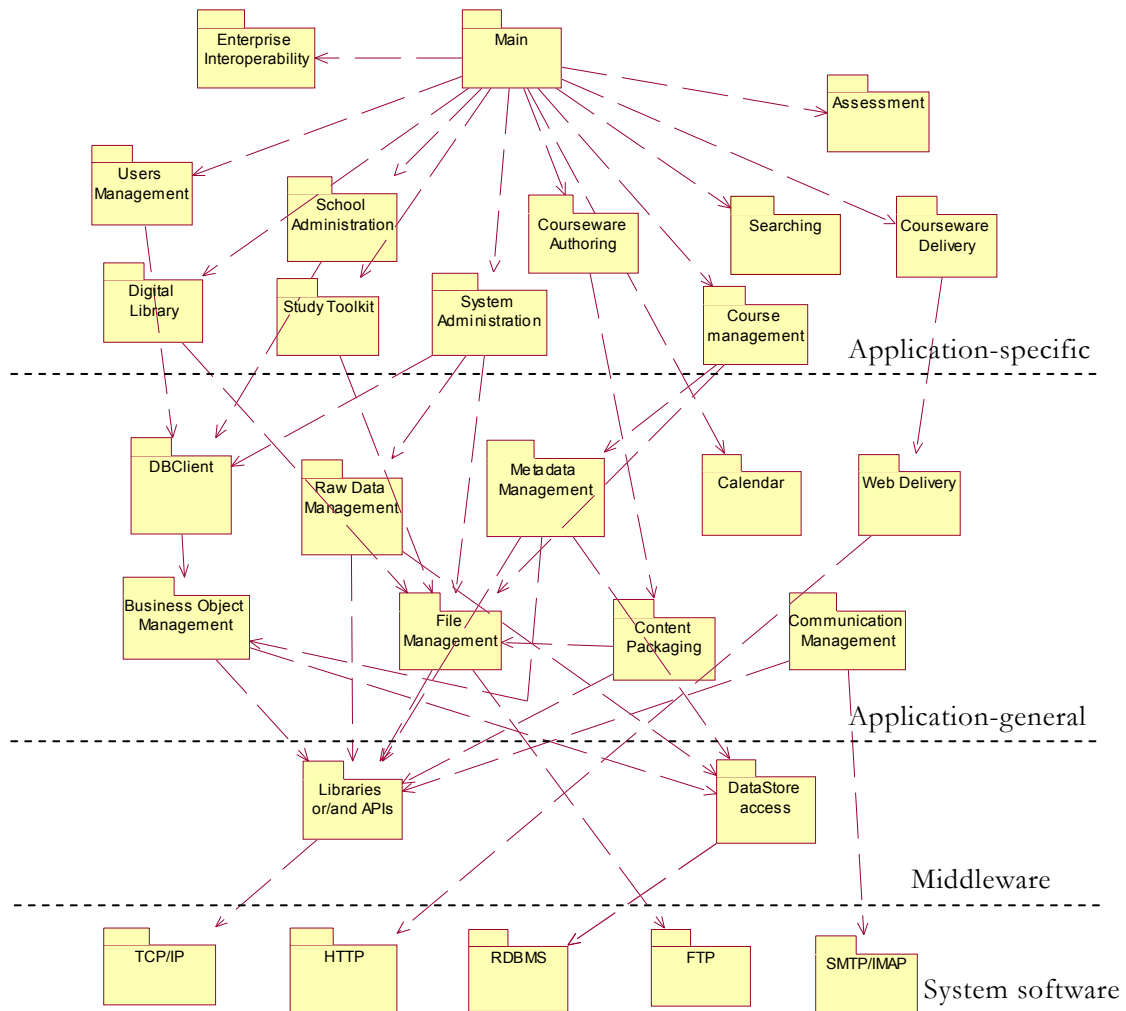 Enterprise
Interoperability
Main
Assessment
Users
Management
School
Administration
Courseware
Authoring
Searching
Courseware
Delivery
Digital
Library
Study Toolkit
System
Administration
Course
management
Application-specific
DBClient
Raw Data
Management
Metadata
Management
Calendar
Web Delivery
Business Object
Management
File
Management
Content
Packaging
Communication
Management
Application-general
Libraries
or/and APIs
DataStore
access
Middleware
TCP/IP
HTTP
RDBMS
FTP
SMTP/IMAP
System software